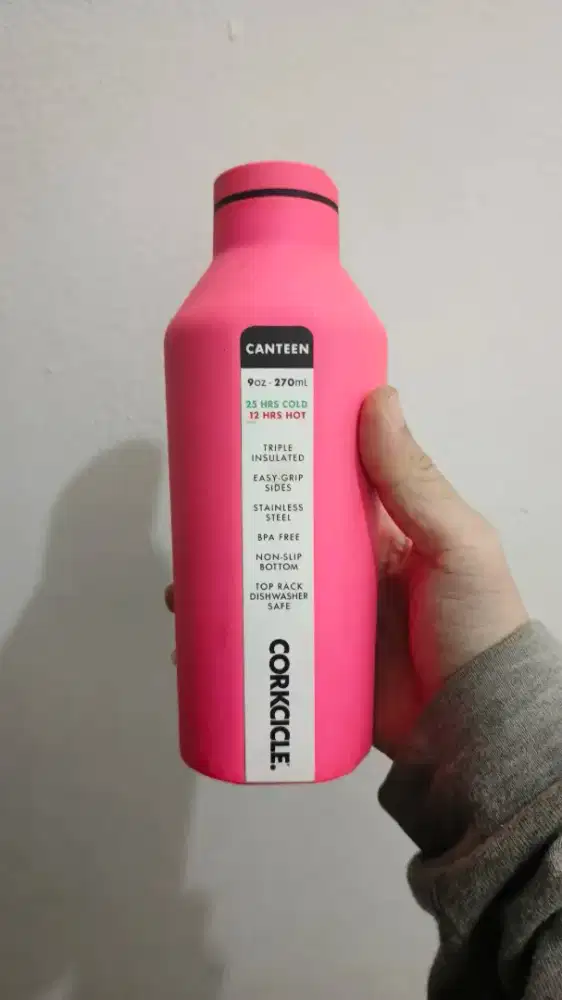 CANTEEN
9oz · 270mL
25 HRS COLD
12 HRS HOT
TRIPLE
INSULATED
EASY-GRIP
SIDES
STAINLESS
STEEL
BPA FREE
NON-SLIP
BOTTOM
TOP RACK
DISHWASHER
SAFE
CORKCICLE.